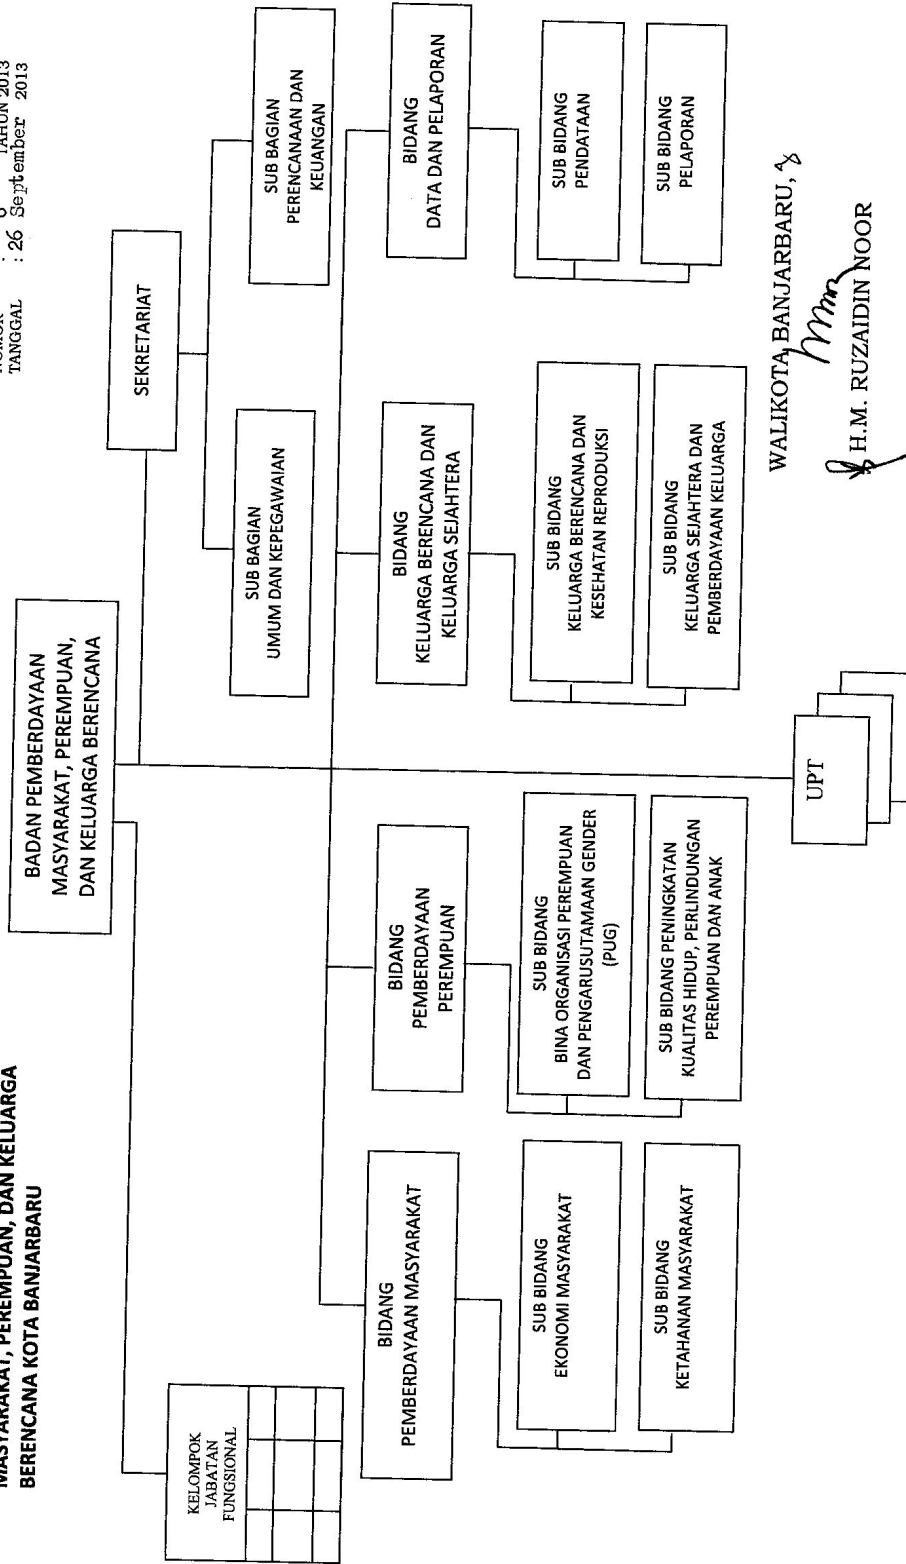 MASYARAKAT, PEREMPUAN, DAN KELUARGA
BERENCANA KOTA BANJARBARU
TAHUN 2013
TANGGAL : 26 September 2013
BADAN PEMBERDAYAAN
MASYARAKAT, PEREMPUAN,
DAN KELUARGA BERENCANA
SEKRETARIAT
KELOMPOK
JABATAN
FUNGSIONAL
SUB BAGIAN
UMUM DAN KEPEGAWAIAN
SUB BAGIAN
PERENCANAAN DAN
KEUANGAN
BIDANG
PEMBERDAYAAN MASYARAKAT
BIDANG
PEMBERDAYAAN
PEREMPUAN
BIDANG
KELUARGA BERENCANA DAN
KELUARGA SEJAHTERA
BIDANG
DATA DAN PELAPORAN
SUB BIDANG
EKONOMI MASYARAKAT
SUB BIDANG
BINA ORGANISASI PEREMPUAN
DAN PENGARUSUTAMAAN GENDER
(PUG)
SUB BIDANG
KELUARGA BERENCANA DAN
KESEHATAN REPRODUKSI
SUB BIDANG
PENDATAAN
SUB BIDANG
KETAHANAN MASYARAKAT
SUB BIDANG PENINGKATAN
KUALITAS HIDUP, PERLINDUNGAN
PEREMPUAN DAN ANAK
SUB BIDANG
KELUARGA SEJAHTERA DAN
PEMBERDAYAAN KELUARGA
SUB BIDANG
PELAPORAN
UPT
WALIKOTA BANJARBARU,
H.M. RUZAIDIN NOOR